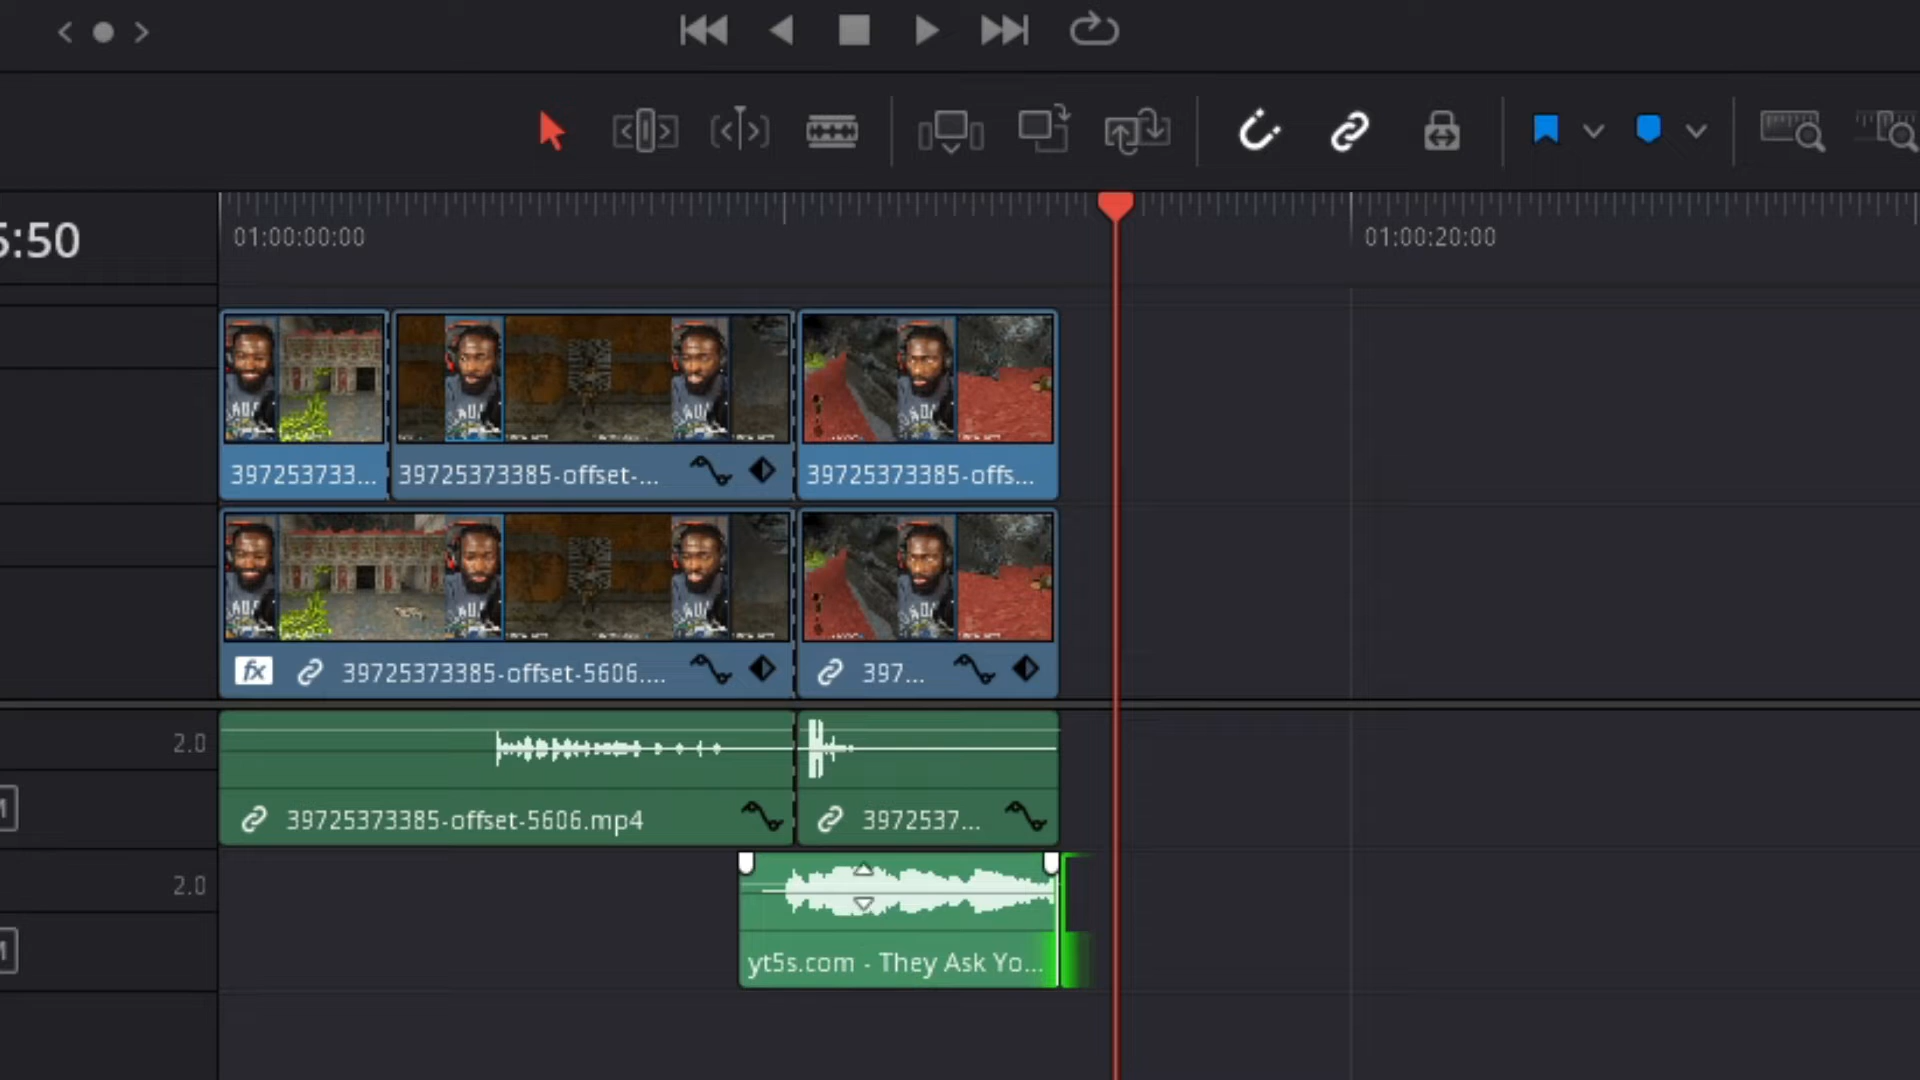 5:50
01:00:00:00
01:00:20:00
397253733...
39725373385-offset-...
39725373385-offs...
fx
39725373385-offset-5606....
397...
2.0
39725373385-offset-5606.mp4
3972537...
2.0
yt5s.com - They Ask Yo...